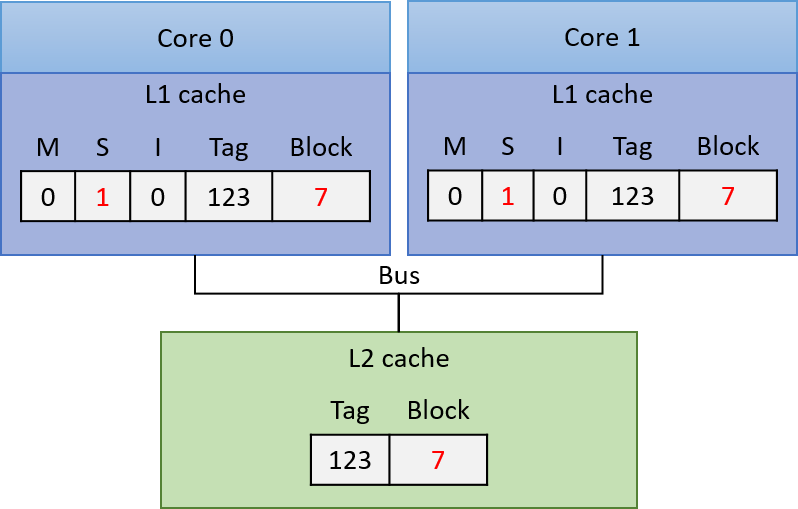 Core 0
Core 1
L1 cache
L1 cache
M S I Tag Block
M S I Tag Block
0 1 0 123 7
0 1 0 123 7
Bus
L2 cache
Tag Block
123 7